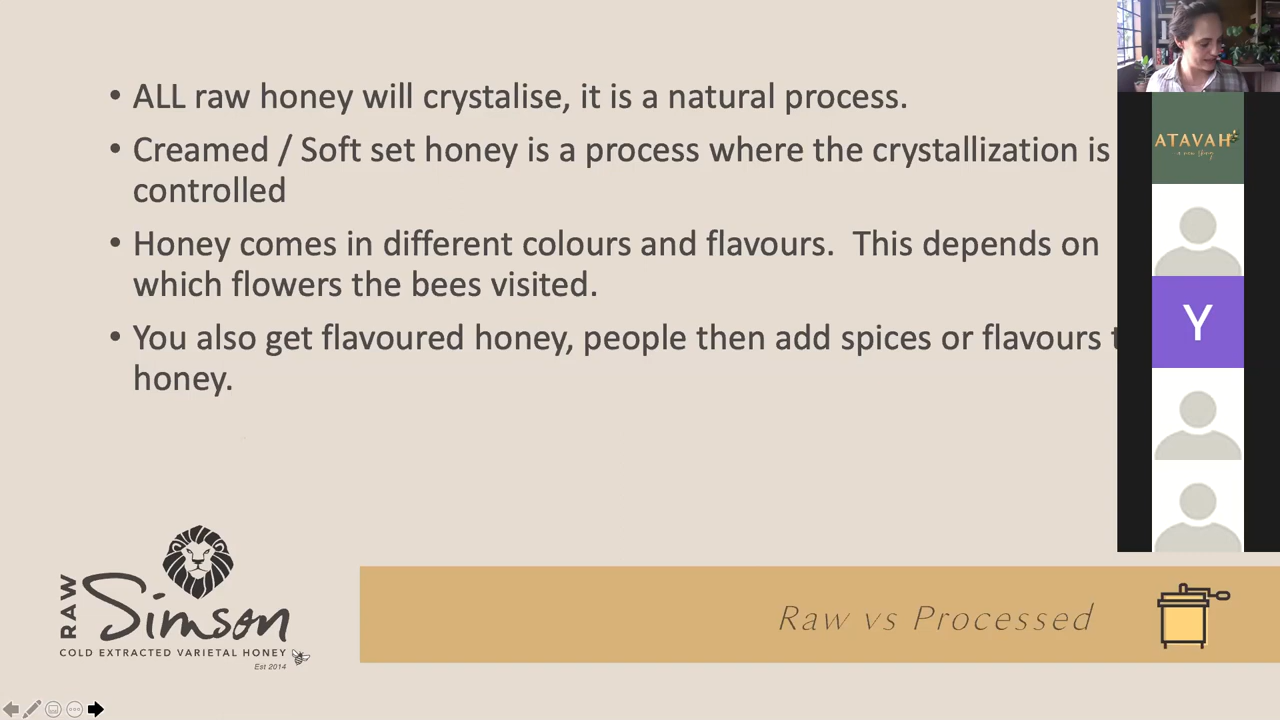 • ALL raw honey will crystalise, it is a natural process.
• Creamed / Soft set honey is a process where the crystallization is
controlled
• Honey comes in different colours and flavours.  This depends on
which flowers the bees visited.
• You also get flavoured honey, people then add spices or flavours t
honey.
ATAVAH
Y
RAW
Simson
COLD EXTRACTED VARIETAL HONEY
Est 2014
Raw vs Processed